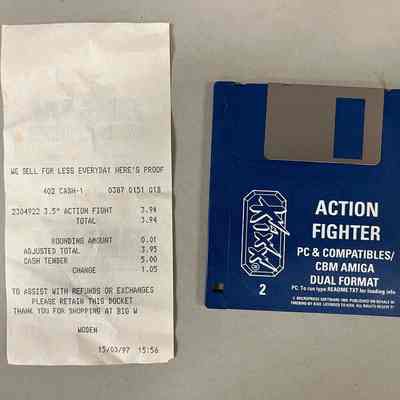 WE SELL FOR LESS EVERYDAY HERE'S PROOF
402 CASH-1 0387 0151 018
2304922 3.5" ACTION FIGHT 3.94
TOTAL 3.94
ROUNDING AMOUNT 0.01
ADJUSTED TOTAL 3.95
CASH TENDER 5.00
CHANGE 1.05
TO ASSIST WITH REFUNDS OR EXCHANGES
PLEASE RETAIN THIS DOCKET
THANK YOU FOR SHOPPING AT BIG W
WODEN
15/03/97 15:56
KIXX
®
2
ACTION
FIGHTER
PC & COMPATIBLES/
CBM AMIGA
DUAL FORMAT
PC: To run type README.TXT for loading info